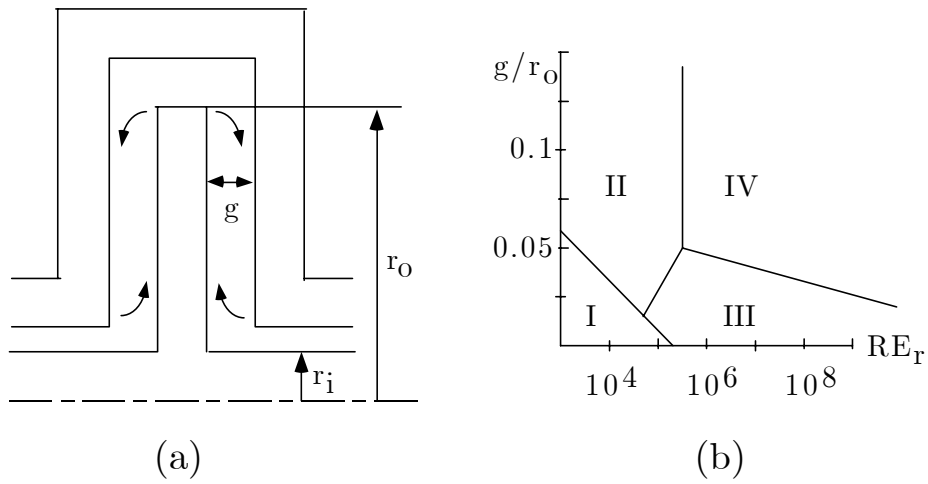 g
r_o
r_i
(a)
g/r_o
0.1
0.05
II
IV
I
III
RE_r
10^4
10^6
10^8
(b)